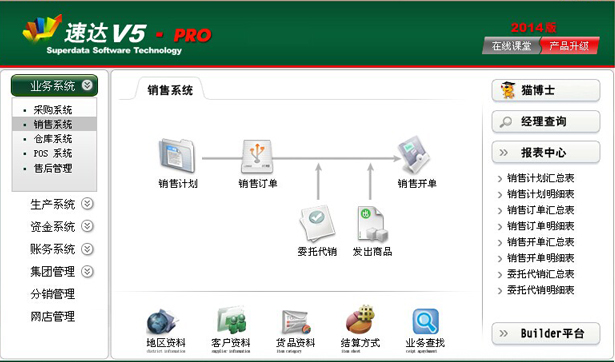 速达 V5 - PRO
Superdata Software Technology
2014版
在线课堂
产品升级
业务系统
采购系统
销售系统
仓库系统
POS 系统
售后管理
生产系统
资金系统
账务系统
集团管理
分销管理
网店管理
销售系统
销售计划
销售订单
销售开单
委托代销
发出商品
地区资料
district information
客户资料
supplier information
货品资料
item category
结算方式
业务查找
猫博士
经理查询
报表中心
销售计划汇总表
销售计划明细表
销售订单汇总表
销售订单明细表
销售开单汇总表
销售开单明细表
委托代销汇总表
委托代销明细表
Builder平台